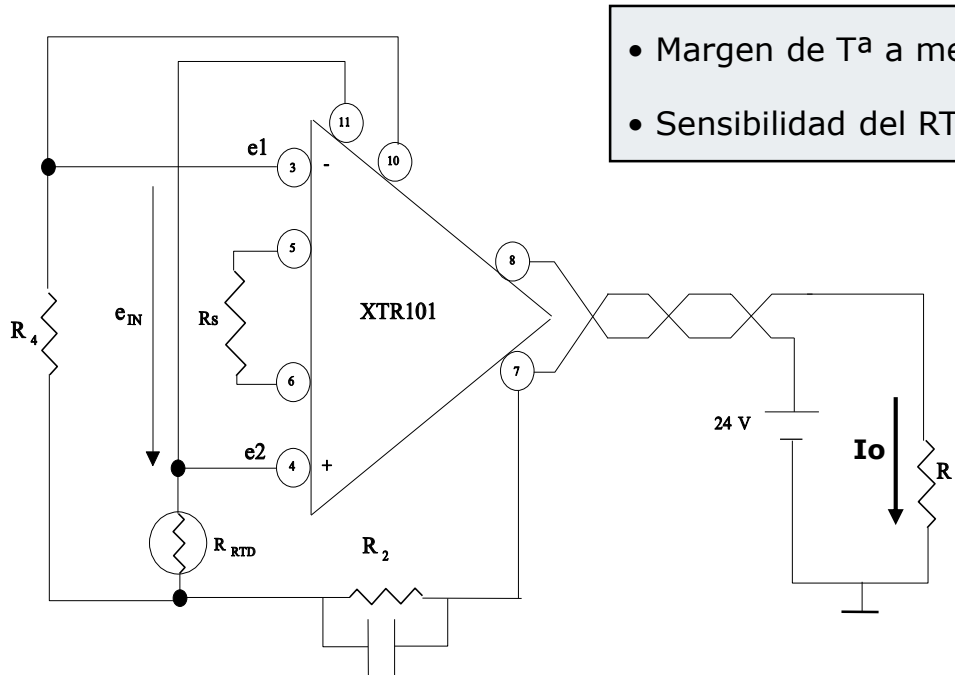 • Margen de Tª a me
• Sensibilidad del RT
11
10
e1
3
-
5
8
R4
eIN
Rs
XTR101
6
7
24 V
Io
R
e2
4
+
RRTD
R2